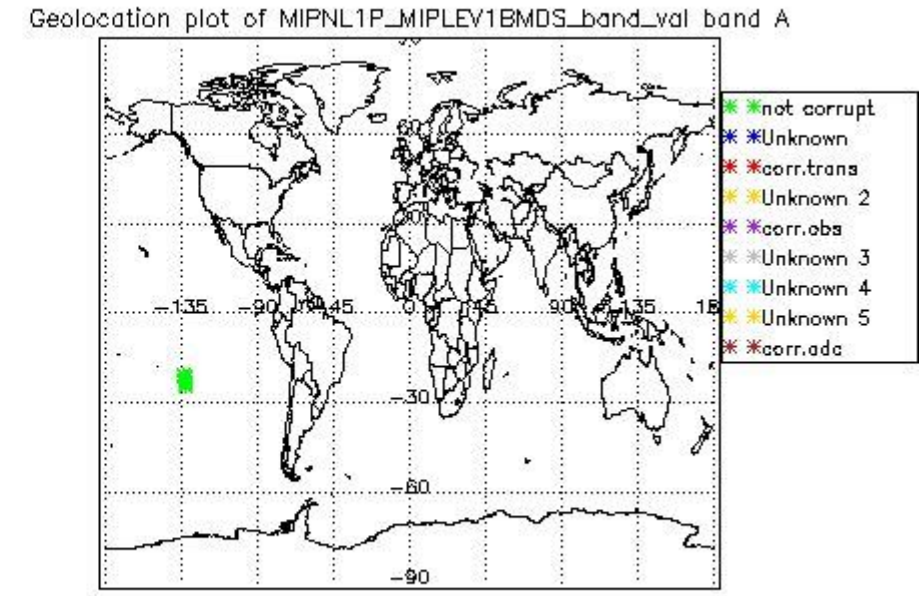 Geolocation plot of MIPNL1P_MIPLEV1BMDS_band_val band A
not corrupt
Unknown
corr.trans
Unknown 2
corr.obs
Unknown 3
Unknown 4
Unknown 5
corr.adc
60
-135 -90 -45 0 45 90 135
-30
-60
-90